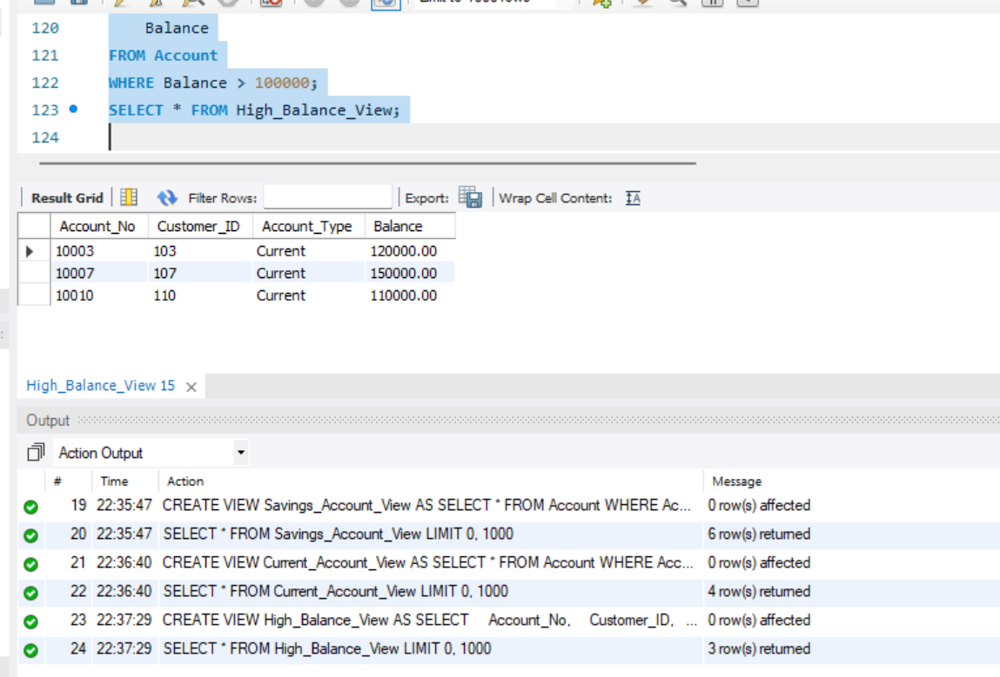 120 Balance
121 FROM Account
122 WHERE Balance > 100000;
123 SELECT * FROM High_Balance_View;
124
Result Grid Filter Rows: Export: Wrap Cell Content:
Account_No Customer_ID Account_Type Balance
10003 103 Current 120000.00
10007 107 Current 150000.00
10010 110 Current 110000.00
High_Balance_View 15
Output
Action Output
# Time Action Message
19 22:35:47 CREATE VIEW Savings_Account_View AS SELECT * FROM Account WHERE Ac... 0 row(s) affected
20 22:35:47 SELECT * FROM Savings_Account_View LIMIT 0, 1000 6 row(s) returned
21 22:36:40 CREATE VIEW Current_Account_View AS SELECT * FROM Account WHERE Acc... 0 row(s) affected
22 22:36:40 SELECT * FROM Current_Account_View LIMIT 0, 1000 4 row(s) returned
23 22:37:29 CREATE VIEW High_Balance_View AS SELECT Account_No, Customer_ID, ... 0 row(s) affected
24 22:37:29 SELECT * FROM High_Balance_View LIMIT 0, 1000 3 row(s) returned